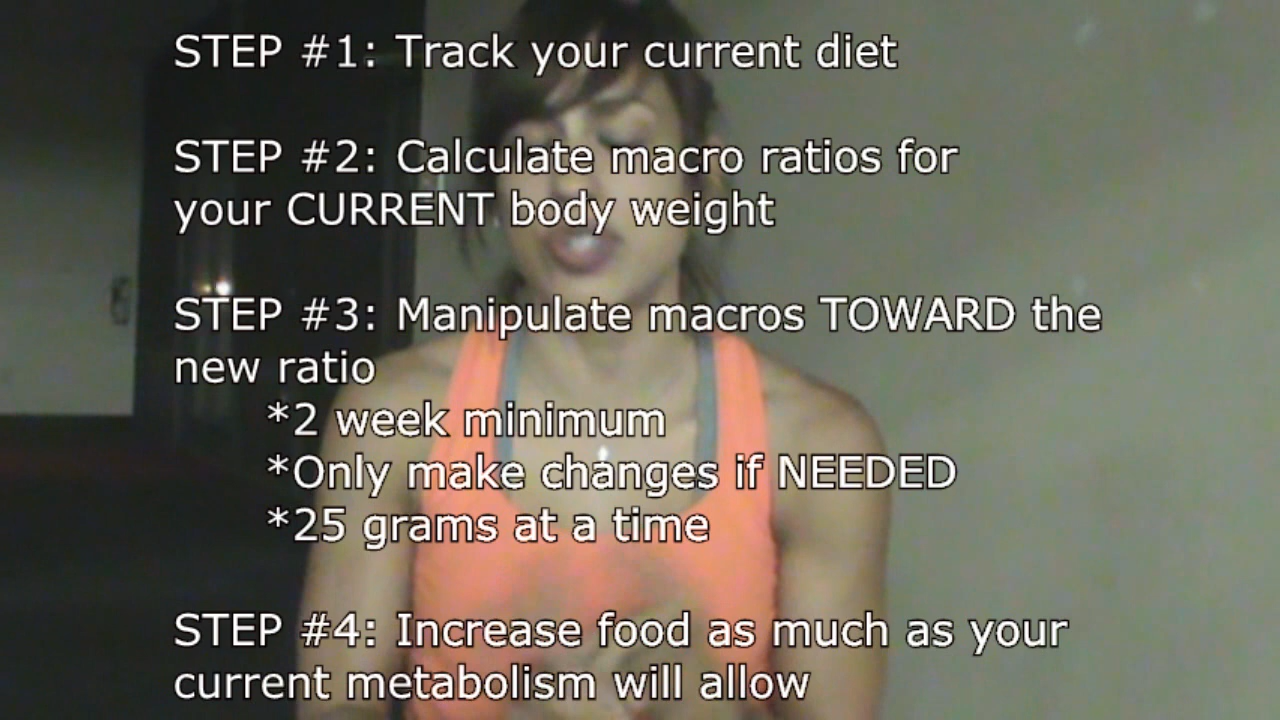 STEP #1: Track your current diet
STEP #2: Calculate macro ratios for
your CURRENT body weight
STEP #3: Manipulate macros TOWARD the
new ratio
*2 week minimum
*Only make changes if NEEDED
*25 grams at a time
STEP #4: Increase food as much as your
current metabolism will allow